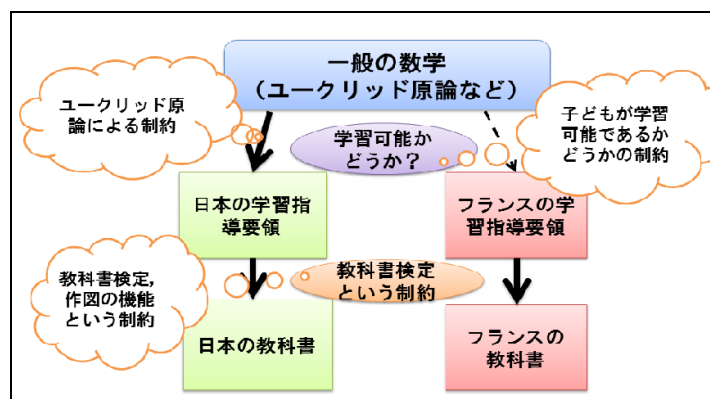 一般の数学
（ユークリッド原論など）
ユークリッド原
論による制約
子どもが学習
可能であるか
どうかの制約
学習可能か
どうか？
日本の学習指
導要領
フランスの学
習指導要領
教科書検定，
作図の機能
という制約
教科書検定
という制約
日本の教科書
フランスの
教科書